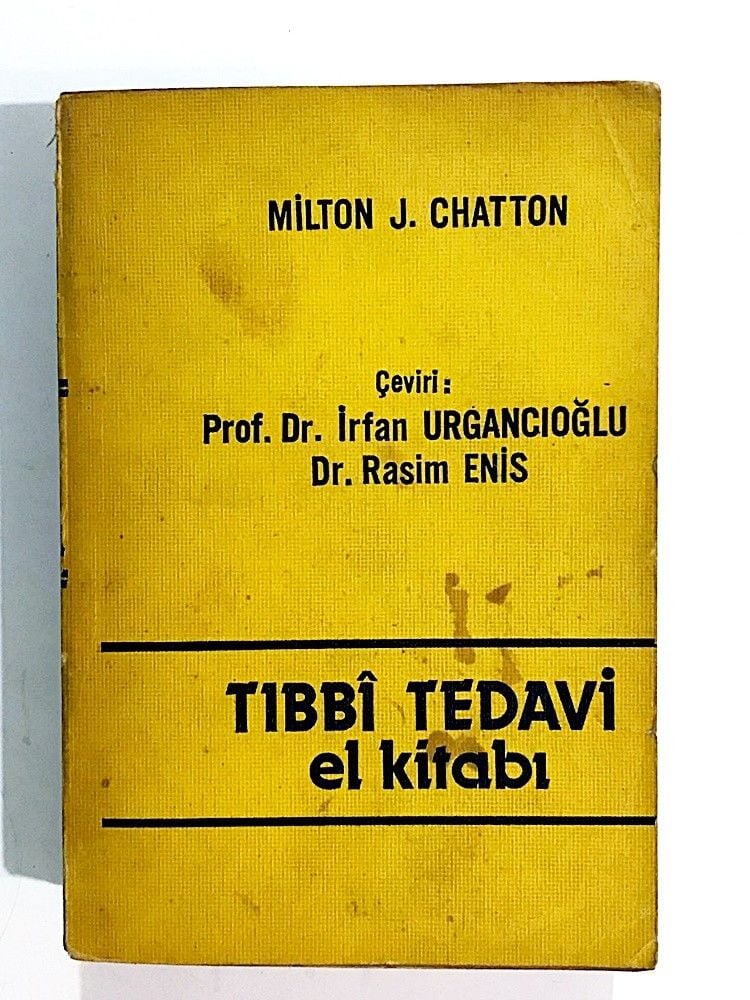 MİLTON J. CHATTON
Çeviri:
Prof. Dr. İrfan URGANCIOĞLU
Dr. Rasim ENİS
TIBBÎ TEDAVİ
el kitabı